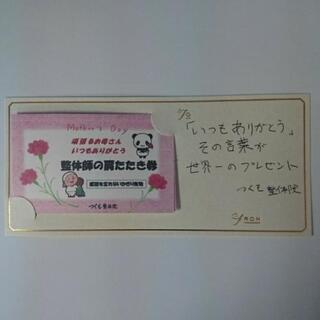 Mother's Day
頑張るお母さん
いつもありがとう
整体師の肩たたき券
つくも整体院
「いつもありがとう」
その言葉が
世界一のプレゼント
つくも整体院